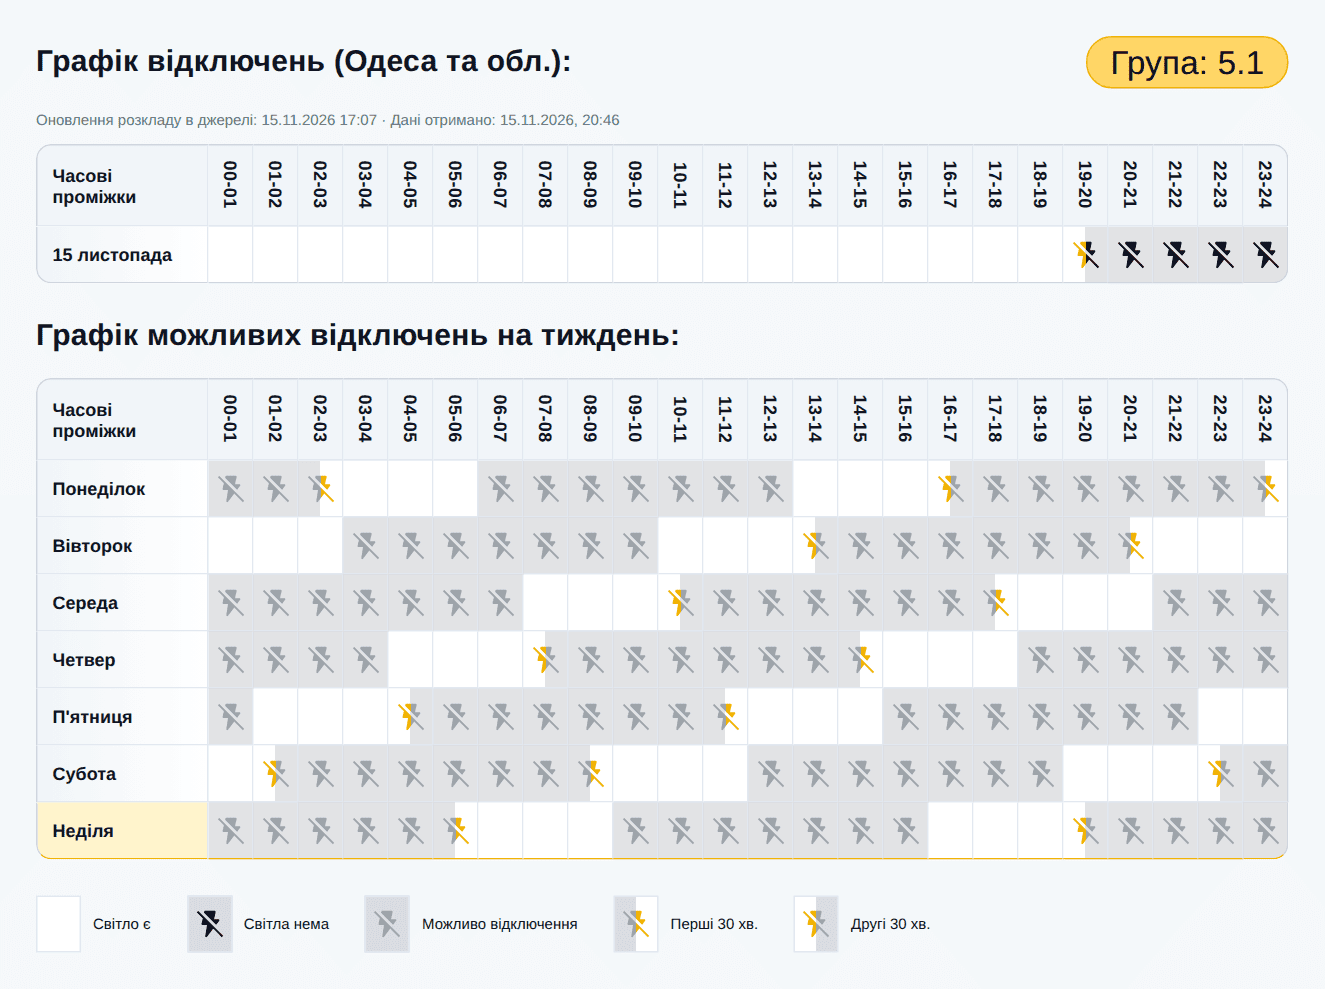 Графік відключень (Одеса та обл.):
Група: 5.1
Оновлення розкладу в джерелі: 15.11.2026 17:07 · Дані отримано: 15.11.2026, 20:46
Часові проміжки 00-01 01-02 02-03 03-04 04-05 05-06 06-07 07-08 08-09 09-10 10-11 11-12 12-13 13-14 14-15 15-16 16-17 17-18 18-19 19-20 20-21 21-22 22-23 23-24
15 листопада
Графік можливих відключень на тиждень:
Часові проміжки 00-01 01-02 02-03 03-04 04-05 05-06 06-07 07-08 08-09 09-10 10-11 11-12 12-13 13-14 14-15 15-16 16-17 17-18 18-19 19-20 20-21 21-22 22-23 23-24
Понеділок
Вівторок
Середа
Четвер
П'ятниця
Субота
Неділя
Світло є Світла нема Можливо відключення Перші 30 хв. Другі 30 хв.